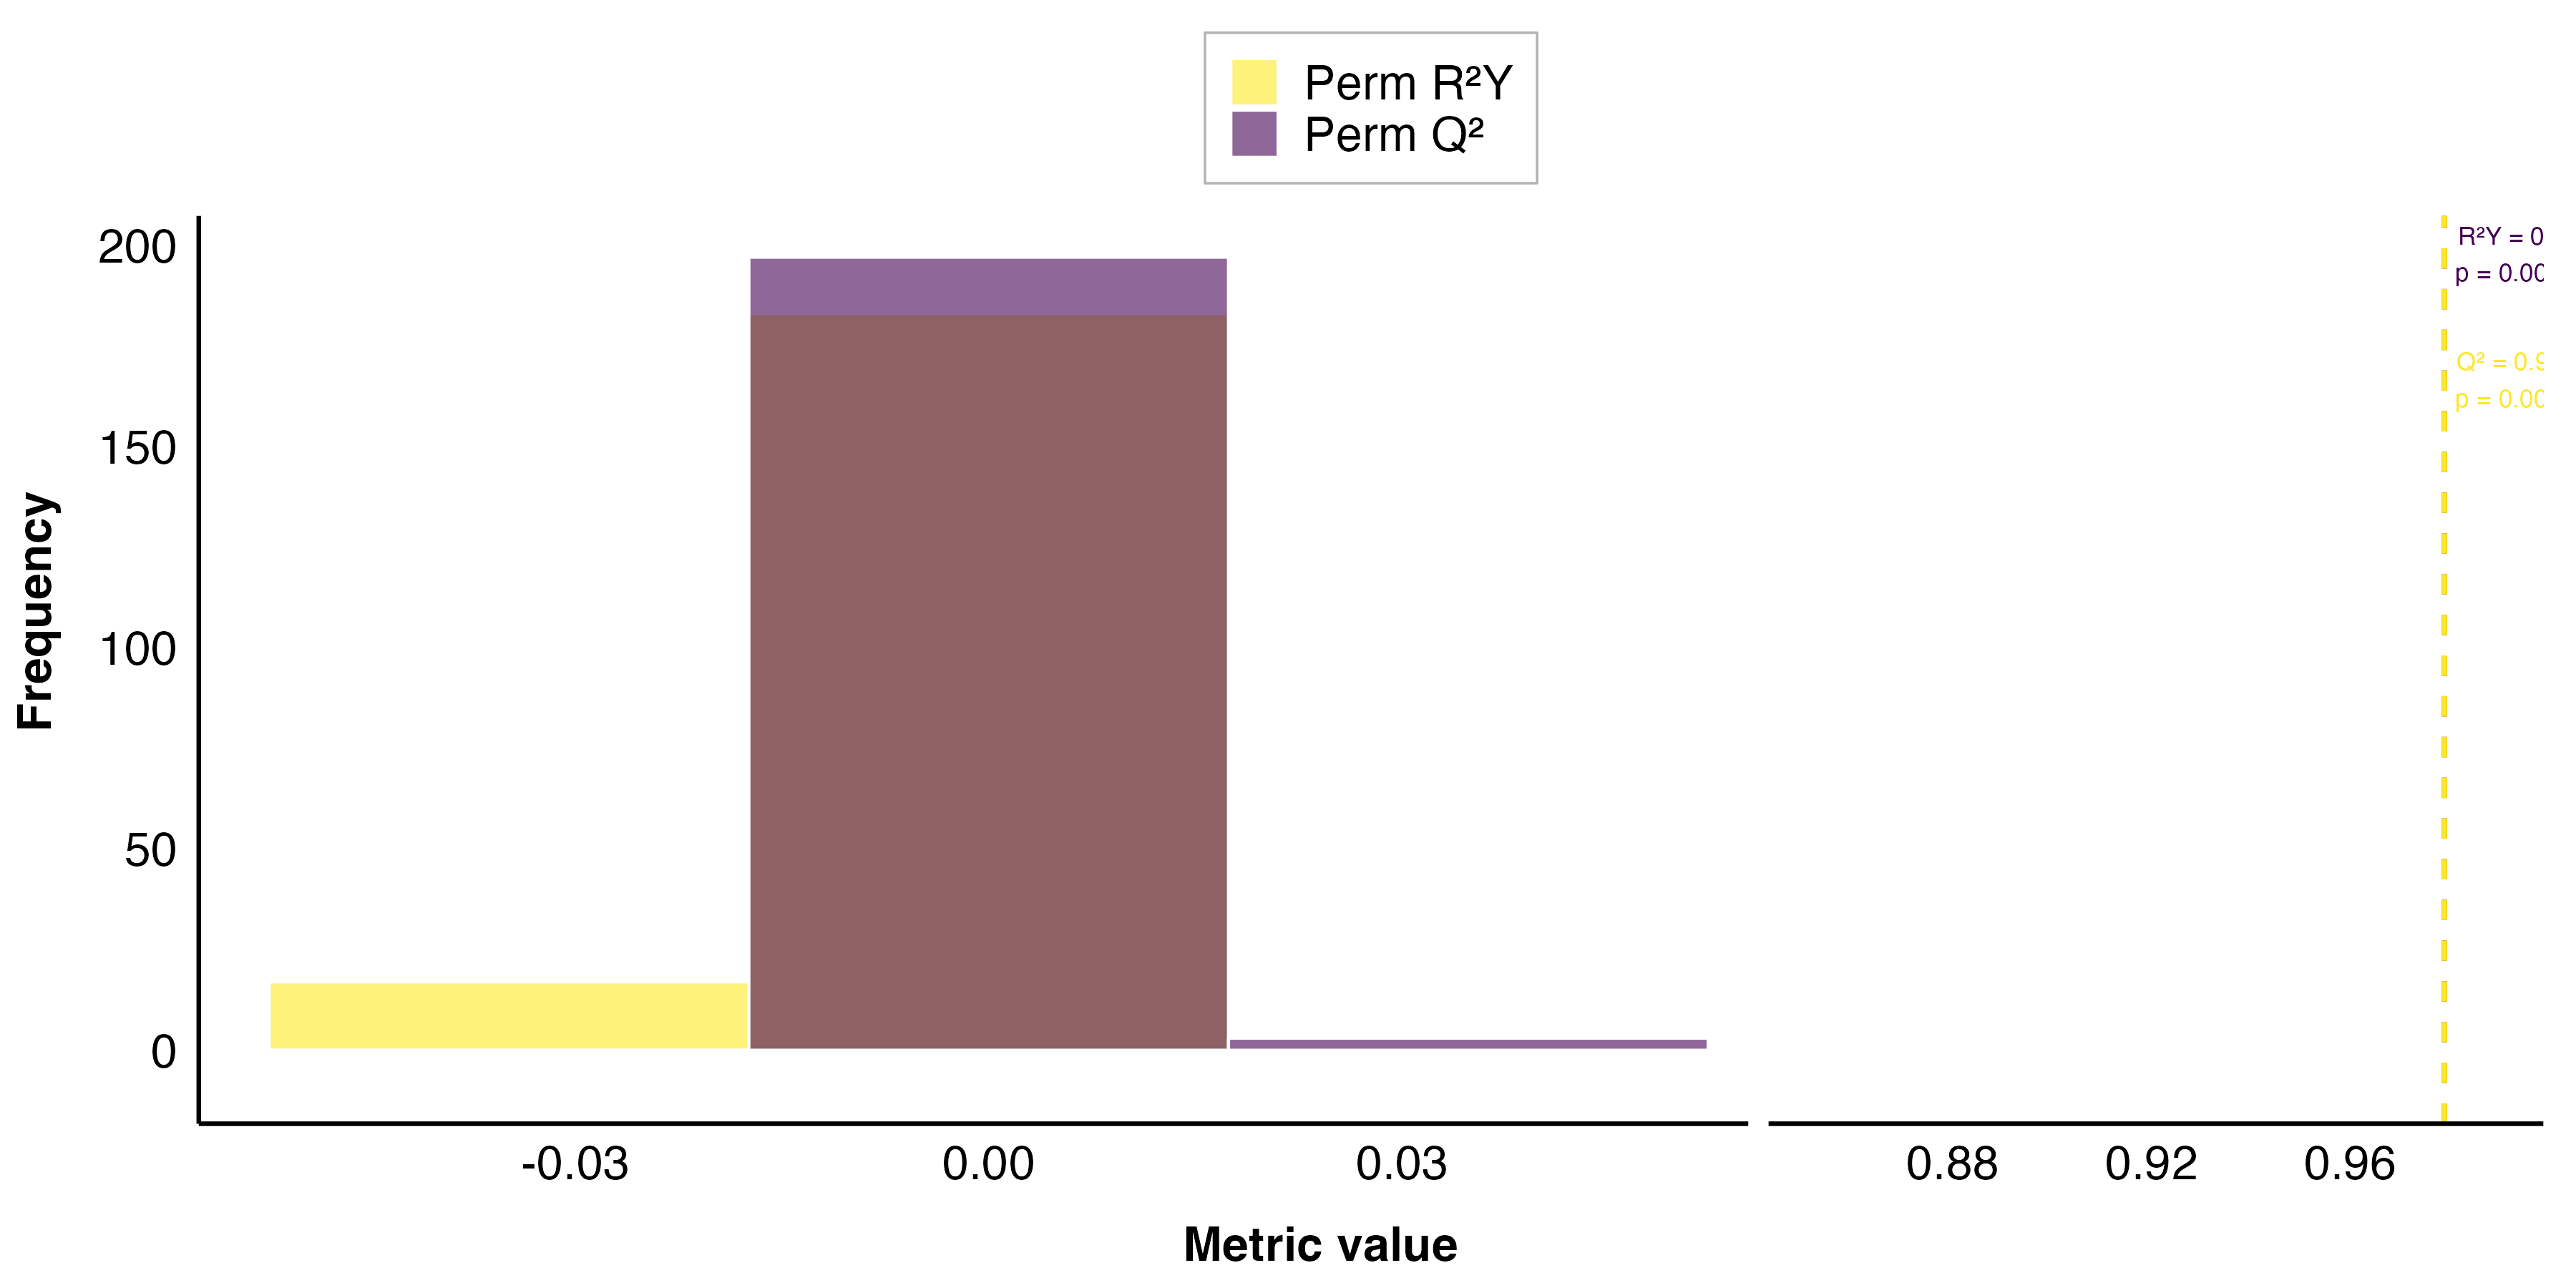 Perm R²Y
Perm Q²
200
150
100
50
0
Frequency
R²Y = 0
p = 0.00
Q² = 0.9
p = 0.00
-0.03
0.00
0.03
0.88
0.92
0.96
Metric value